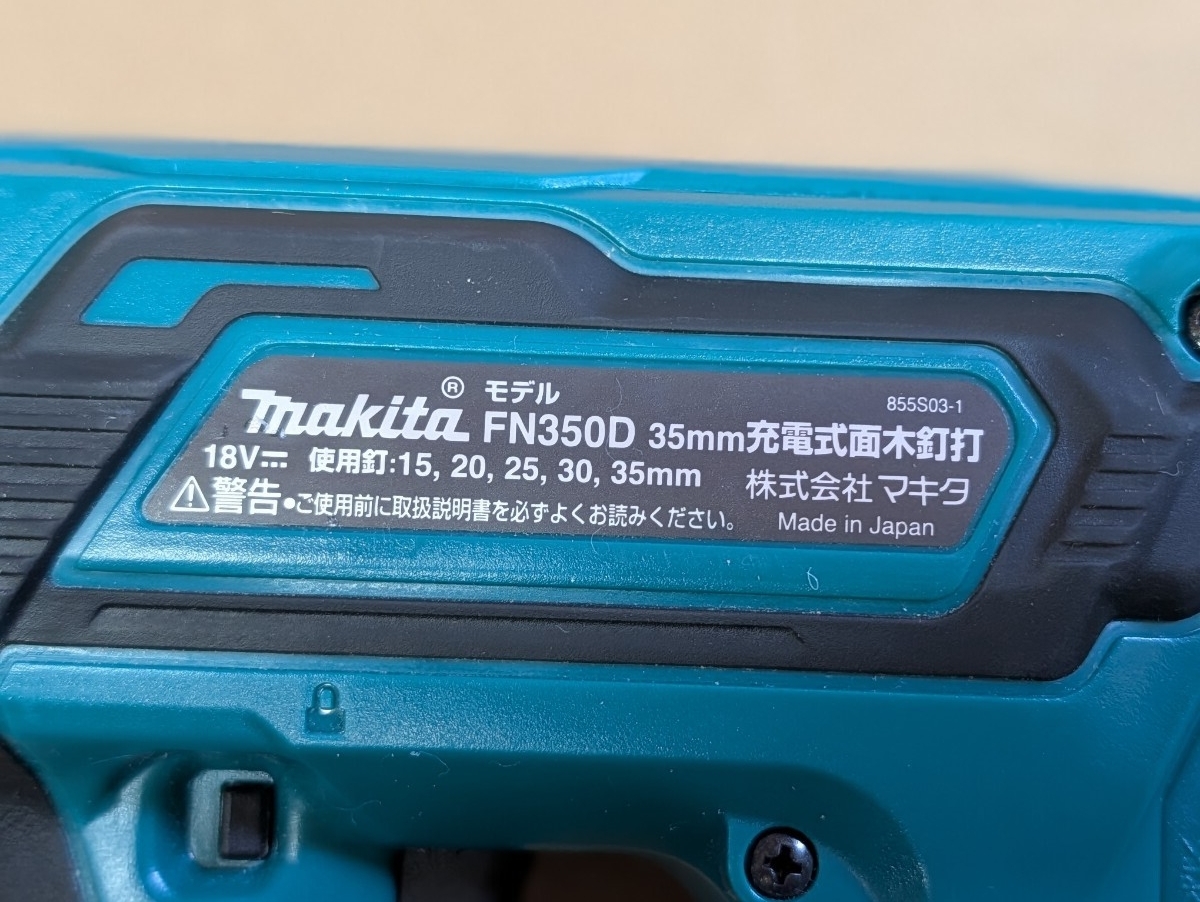 makita® モデル FN350D 35mm充電式面木釘打
855S03-1
18V⎓ 使用釘:15, 20, 25, 30, 35mm 株式会社マキタ
⚠警告●ご使用前に取扱説明書を必ずよくお読みください。 Made in Japan